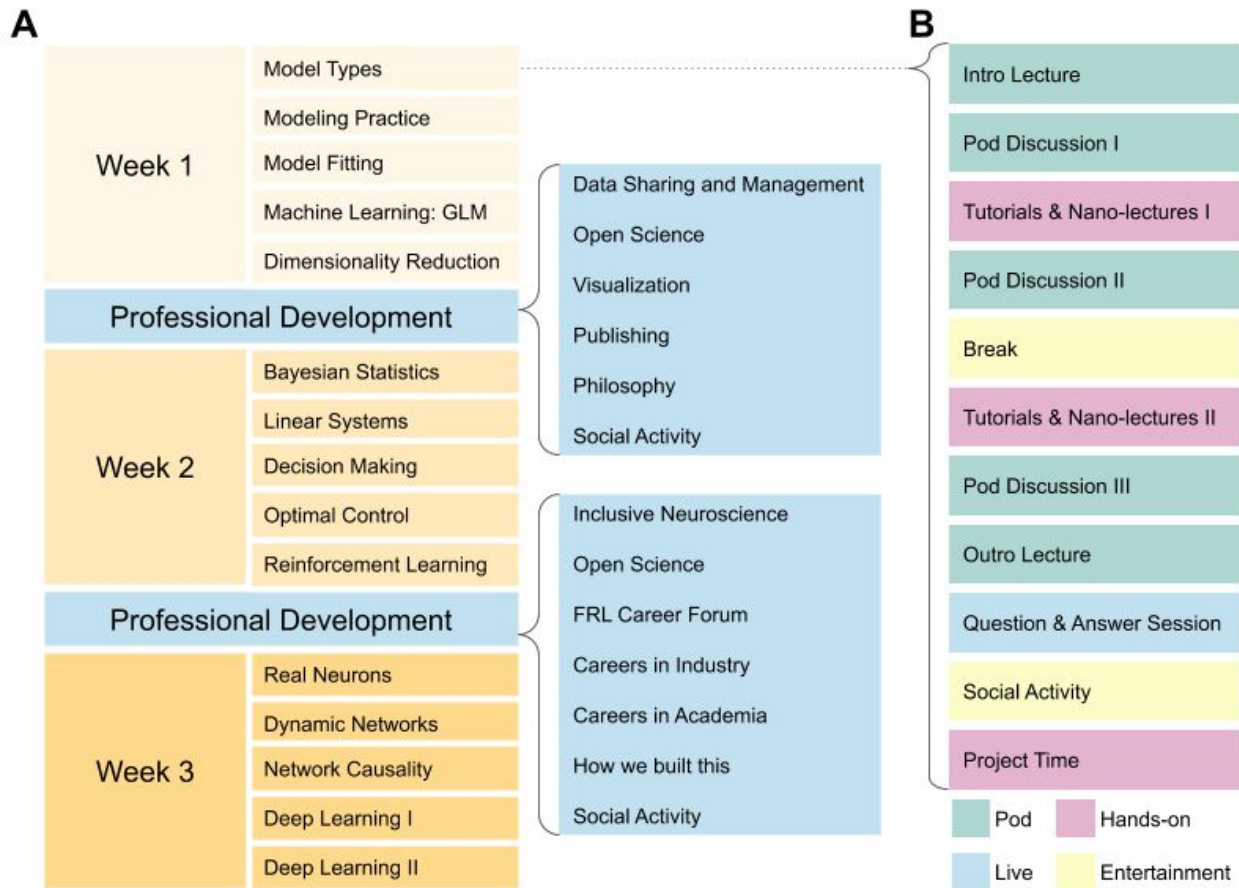 A
Week 1
Model Types
Modeling Practice
Model Fitting
Machine Learning: GLM
Dimensionality Reduction
Professional Development
Data Sharing and Management
Open Science
Visualization
Publishing
Philosophy
Social Activity
Week 2
Bayesian Statistics
Linear Systems
Decision Making
Optimal Control
Reinforcement Learning
Professional Development
Inclusive Neuroscience
Open Science
FRL Career Forum
Careers in Industry
Careers in Academia
How we built this
Social Activity
Week 3
Real Neurons
Dynamic Networks
Network Causality
Deep Learning I
Deep Learning II
B
Intro Lecture
Pod Discussion I
Tutorials & Nano-lectures I
Pod Discussion II
Break
Tutorials & Nano-lectures II
Pod Discussion III
Outro Lecture
Question & Answer Session
Social Activity
Project Time
Pod
Hands-on
Live
Entertainment